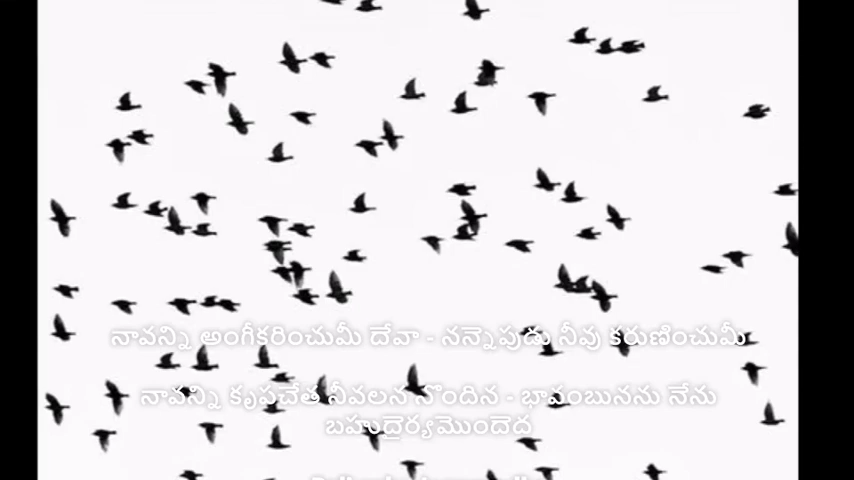 నావన్ని అంగీకరించుమీ దేవా - నన్నెపుడు నీవు కరుణించుమీ
నావన్ని కృపచేత నీవలన నొందిన - భావంబునను నేను
బహుదైర్యమొందెద